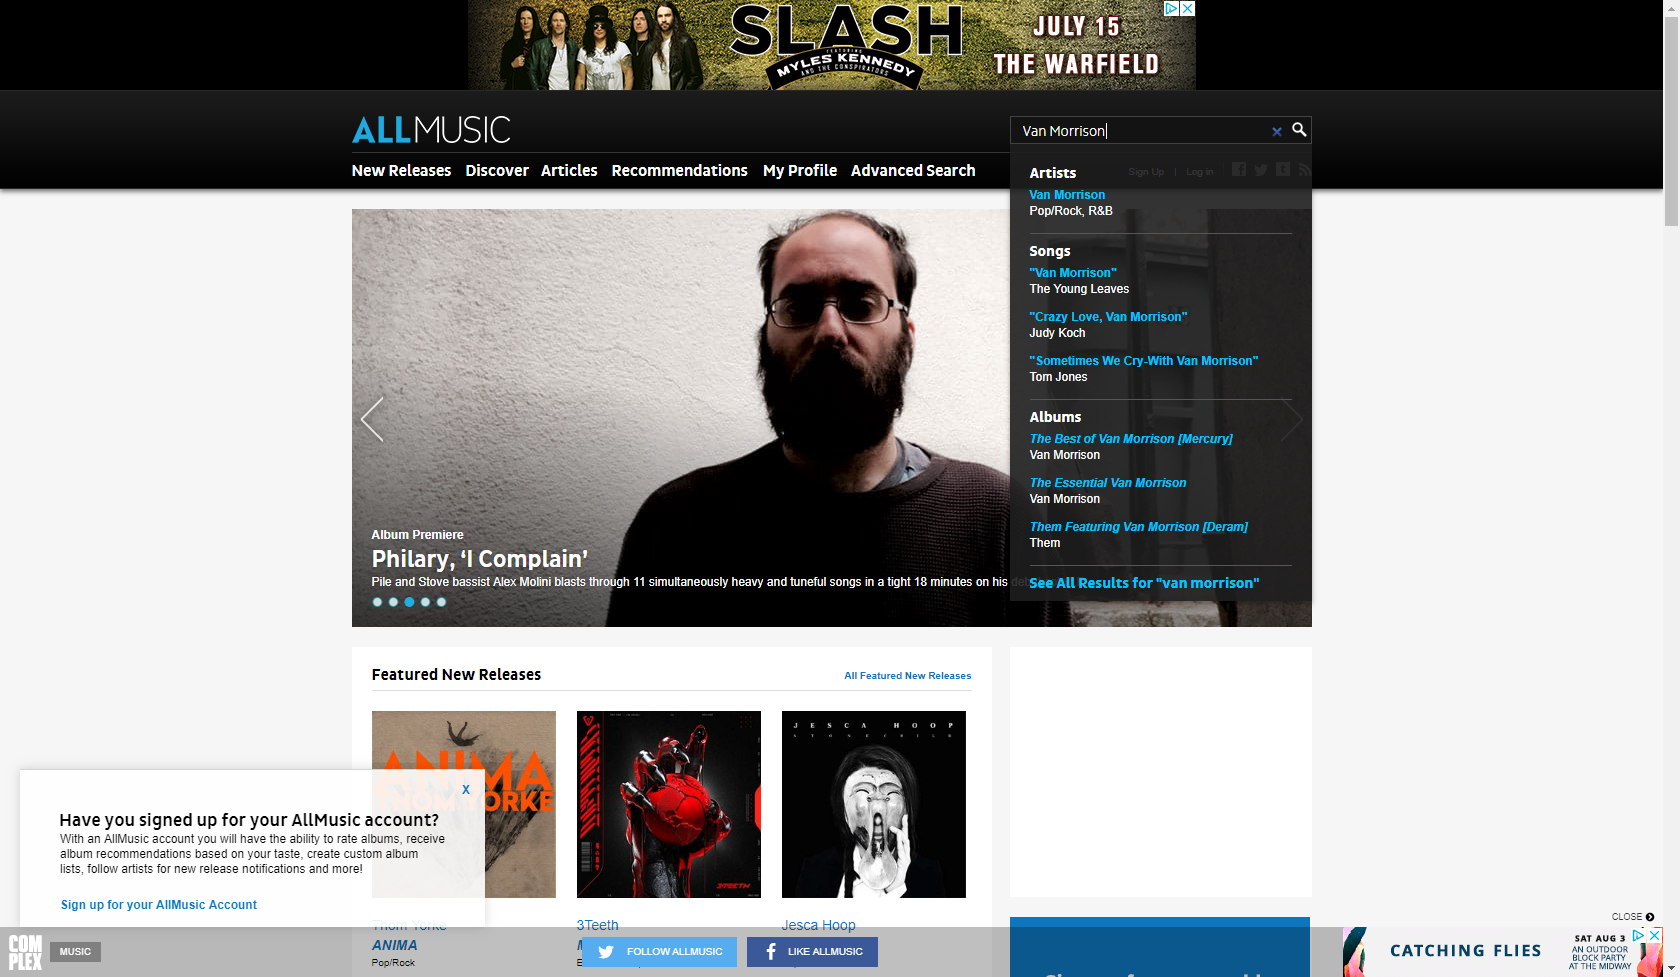 SLASH
FEATURING
MYLES KENNEDY
AND THE CONSPIRATORS
JULY 15
THE WARFIELD
ALLMUSIC
Van Morrison
New Releases Discover Articles Recommendations My Profile Advanced Search
Sign Up | Log in
Artists
Van Morrison
Pop/Rock, R&B
Songs
"Van Morrison"
The Young Leaves
"Crazy Love, Van Morrison"
Judy Koch
"Sometimes We Cry-With Van Morrison"
Tom Jones
Albums
The Best of Van Morrison [Mercury]
Van Morrison
The Essential Van Morrison
Van Morrison
Them Featuring Van Morrison [Deram]
Them
See All Results for "van morrison"
Album Premiere
Philary, ‘I Complain’
Pile and Stove bassist Alex Molini blasts through 11 simultaneously heavy and tuneful songs in a tight 18 minutes on his
Featured New Releases
All Featured New Releases
ANIMA
THOM YORKE
3TEETH
JESCA HOOP
STONECHILD
X
Have you signed up for your AllMusic account?
With an AllMusic account you will have the ability to rate albums, receive
album recommendations based on your taste, create custom album
lists, follow artists for new release notifications and more!
Sign up for your AllMusic Account
Thom Yorke
ANIMA
Pop/Rock
3Teeth
Jesca Hoop
COMPLEX
MUSIC
FOLLOW ALLMUSIC
LIKE ALLMUSIC
CLOSE
CATCHING FLIES
SAT AUG 3
AN OUTDOOR
BLOCK PARTY
AT THE MIDWAY